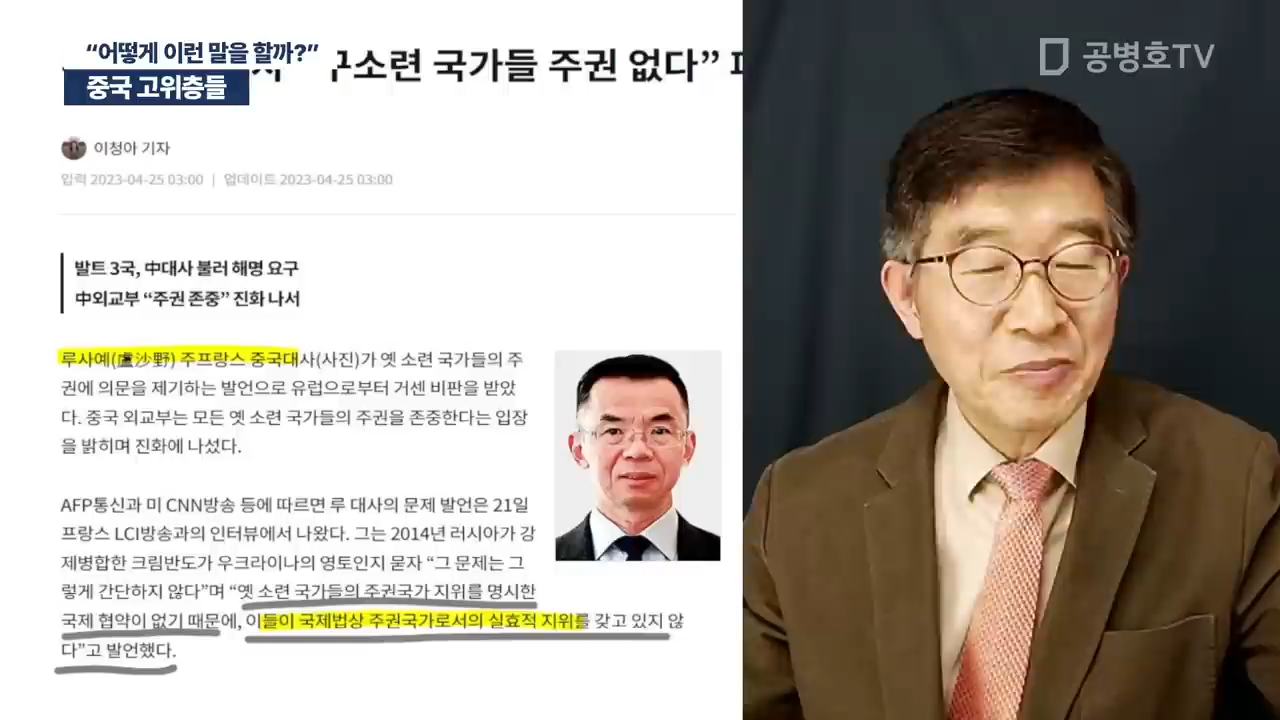 “어떻게 이런 말을 할까?”
중국 고위층들
구소련 국가들 주권 없다”
공병호TV
이청아 기자
입력 2023-04-25 03:00 | 업데이트 2023-04-25 03:00
발트 3국, 中대사 불러 해명 요구
中외교부 “주권 존중” 진화 나서
루사예(盧沙野) 주프랑스 중국대사(사진)가 옛 소련 국가들의 주
권에 의문을 제기하는 발언으로 유럽으로부터 거센 비판을 받았
다. 중국 외교부는 모든 옛 소련 국가들의 주권을 존중한다는 입장
을 밝히며 진화에 나섰다.
AFP통신과 미 CNN방송 등에 따르면 루 대사의 문제 발언은 21일
프랑스 LCI방송과의 인터뷰에서 나왔다. 그는 2014년 러시아가 강
제병합한 크림반도가 우크라이나의 영토인지 묻자 “그 문제는 그
렇게 간단하지 않다”며 “옛 소련 국가들의 주권국가 지위를 명시한
국제 협약이 없기 때문에, 이들이 국제법상 주권국가로서의 실효적 지위를 갖고 있지 않
다”고 발언했다.